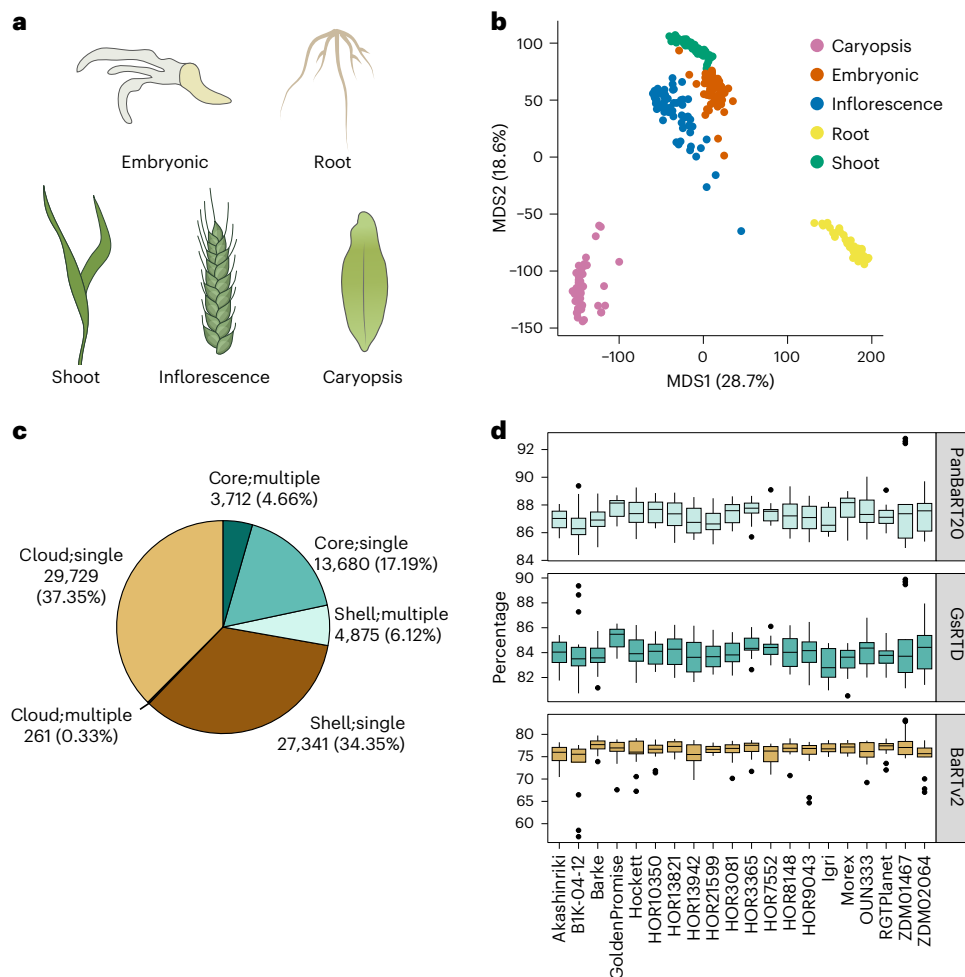 a
Embryonic
Root
Shoot
Inflorescence
Caryopsis
b
100
50
0
−50
−100
−150
MDS2 (18.6%)
−100
0
100
200
MDS1 (28.7%)
Caryopsis
Embryonic
Inflorescence
Root
Shoot
c
Core;multiple
3,712 (4.66%)
Core;single
13,680 (17.19%)
Shell;multiple
4,875 (6.12%)
Shell;single
27,341 (34.35%)
Cloud;multiple
261 (0.33%)
Cloud;single
29,729
(37.35%)
d
Percentage
92
90
88
86
84
PanBaRT20
90
88
86
84
82
GsRTD
80
75
70
65
60
BaRTv2
Akashinriki
B1K-04-12
Barke
GoldenPromise
Hockett
HOR10350
HOR13821
HOR13942
HOR21599
HOR3081
HOR3365
HOR7552
HOR8148
HOR9043
Igri
Morex
OUN333
RGTPlanet
ZDM01467
ZDM02064